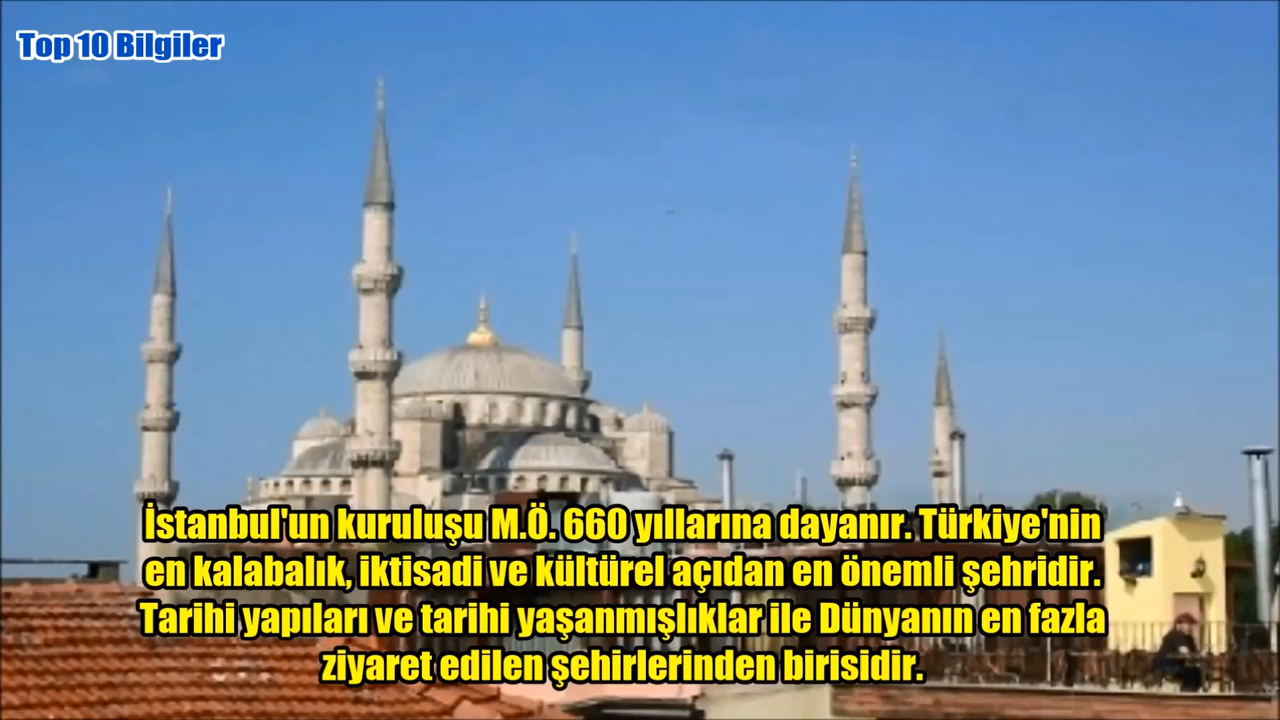 Top 10 Bilgiler
İstanbul'un kuruluşu M.Ö. 660 yıllarına dayanır. Türkiye'nin
en kalabalık, iktisadi ve kültürel açıdan en önemli şehridir.
Tarihi yapıları ve tarihi yaşanmışlıklar ile Dünyanın en fazla
ziyaret edilen şehirlerinden birisidir.